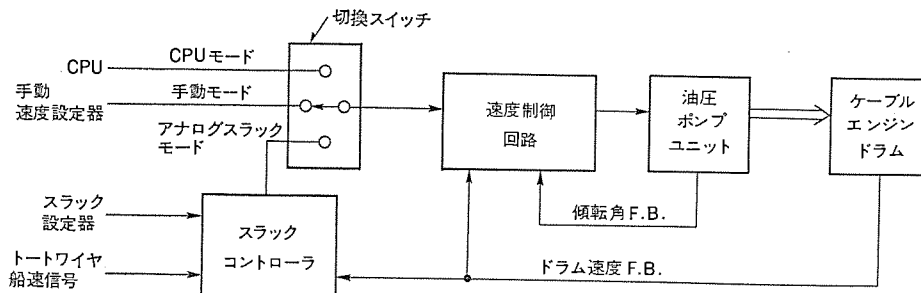 切換スイッチ
CPU
CPUモード
手動
速度設定器
手動モード
アナログスラック
モード
速度制御
回路
油圧
ポンプ
ユニット
ケーブル
エンジン
ドラム
傾転角F.B.
スラック
設定器
スラック
コントローラ
トートワイヤ
船速信号
ドラム速度F.B.